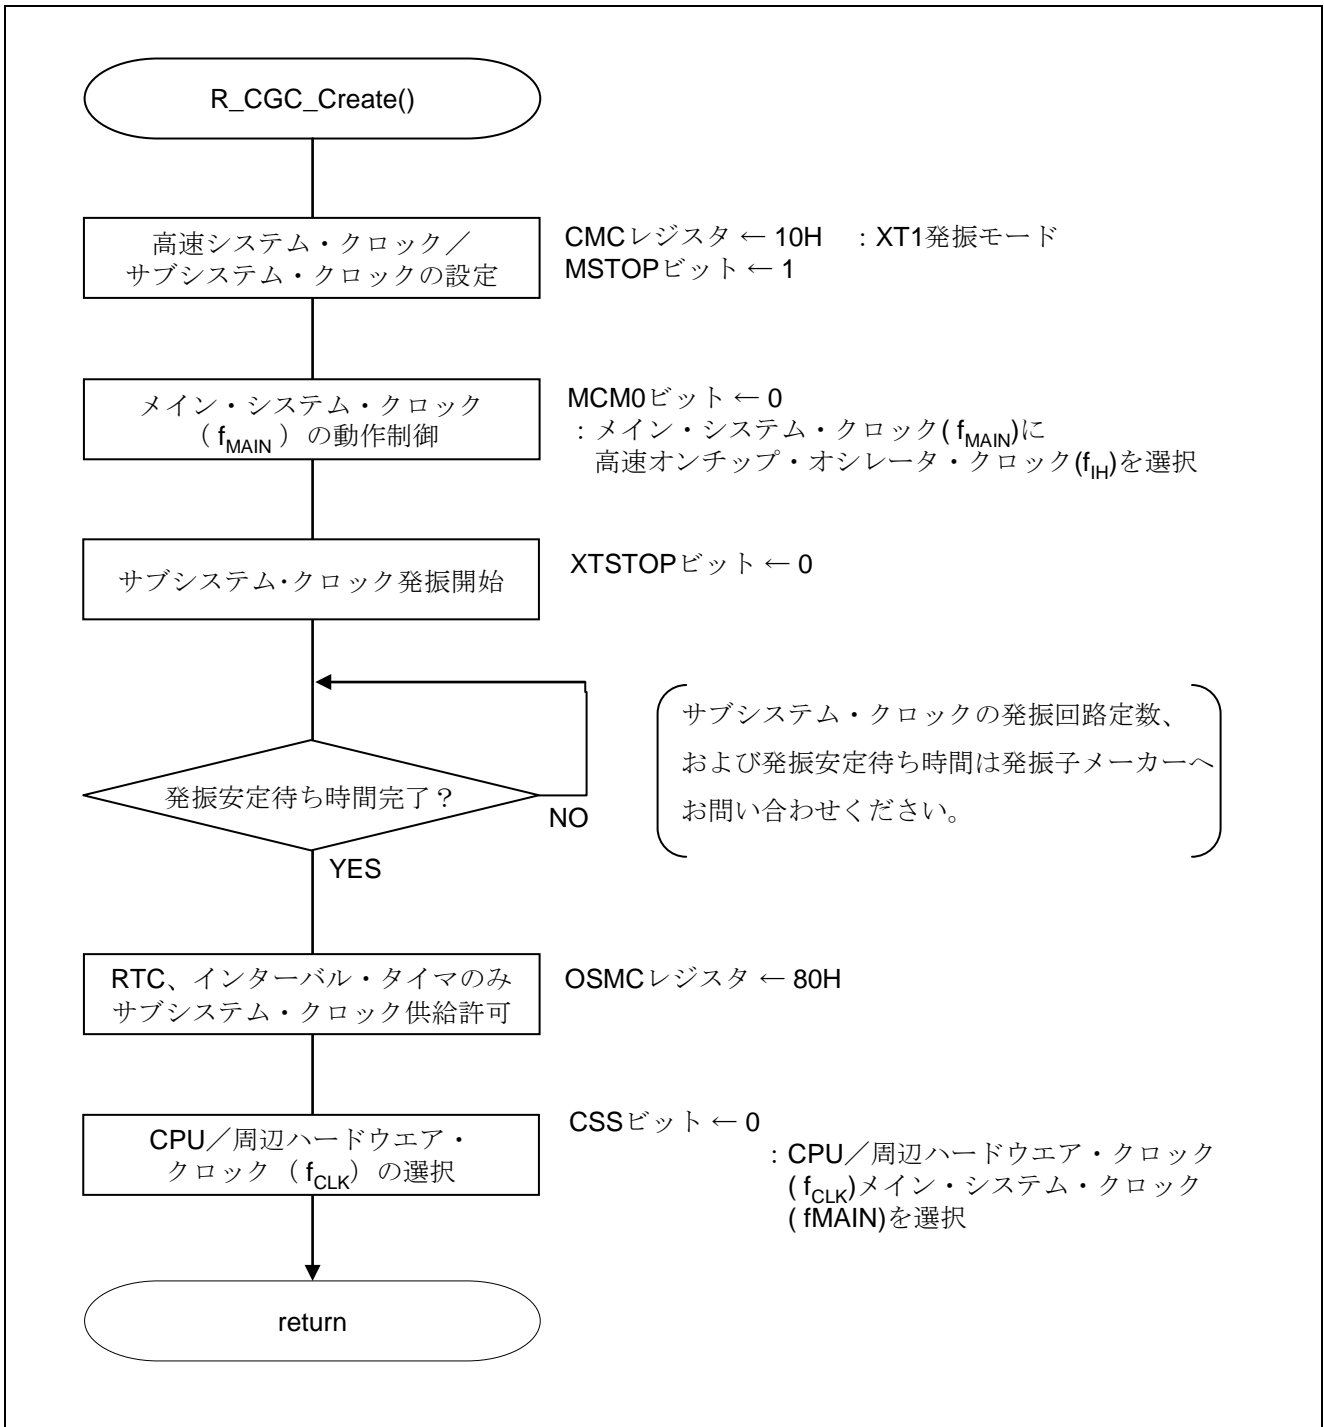 R_CGC_Create()
高速システム・クロック／
サブシステム・クロックの設定
CMCレジスタ ← 10H　：XT1発振モード
MSTOPビット ← 1
メイン・システム・クロック
（ fMAIN ）の動作制御
MCM0ビット ← 0
：メイン・システム・クロック( fMAIN)に
高速オンチップ・オシレータ・クロック(fIH)を選択
サブシステム・クロック発振開始
XTSTOPビット ← 0
発振安定待ち時間完了？
NO
YES
サブシステム・クロックの発振回路定数、
および発振安定待ち時間は発振子メーカーへ
お問い合わせください。
RTC、インターバル・タイマのみ
サブシステム・クロック供給許可
OSMCレジスタ ← 80H
CPU／周辺ハードウエア・
クロック（ fCLK）の選択
CSSビット ← 0
：CPU／周辺ハードウエア・クロック
( fCLK)メイン・システム・クロック
( fMAIN)を選択
return